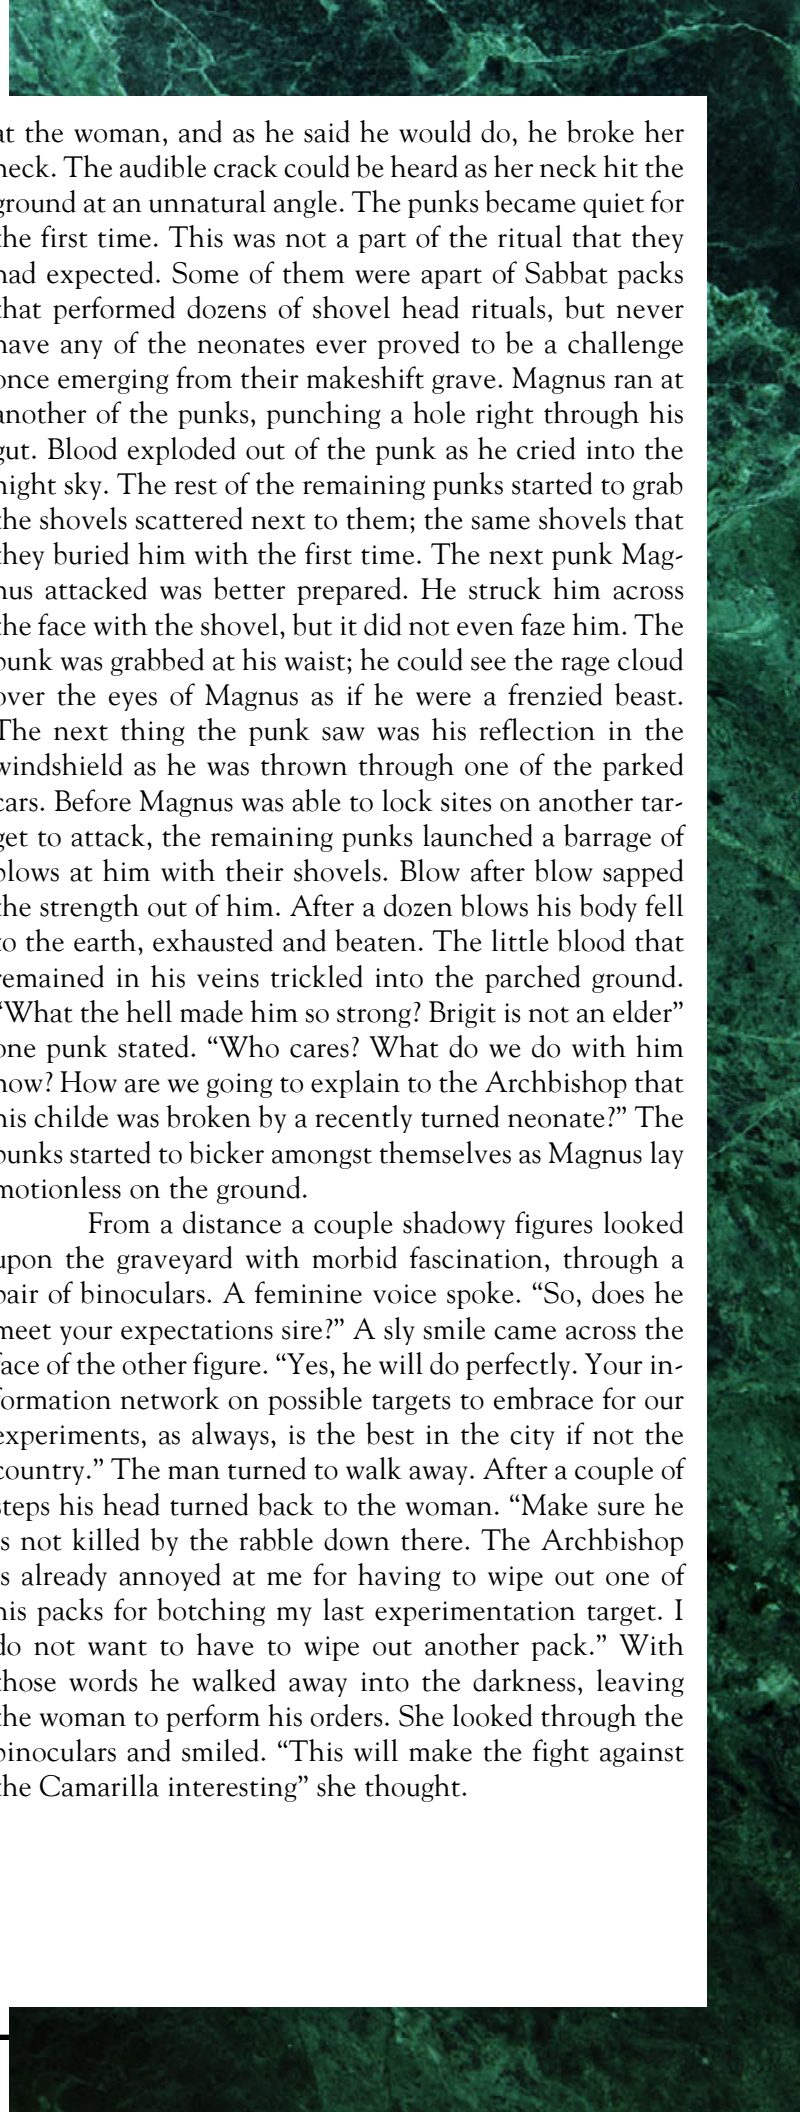 at the woman, and as he said he would do, he broke her
neck. The audible crack could be heard as her neck hit the
ground at an unnatural angle. The punks became quiet for
the first time. This was not a part of the ritual that they
had expected. Some of them were apart of Sabbat packs
that performed dozens of shovel head rituals, but never
have any of the neonates ever proved to be a challenge
once emerging from their makeshift grave. Magnus ran at
another of the punks, punching a hole right through his
gut. Blood exploded out of the punk as he cried into the
night sky. The rest of the remaining punks started to grab
the shovels scattered next to them; the same shovels that
they buried him with the first time. The next punk Mag-
nus attacked was better prepared. He struck him across
the face with the shovel, but it did not even faze him. The
punk was grabbed at his waist; he could see the rage cloud
over the eyes of Magnus as if he were a frenzied beast.
The next thing the punk saw was his reflection in the
windshield as he was thrown through one of the parked
cars. Before Magnus was able to lock sites on another tar-
get to attack, the remaining punks launched a barrage of
blows at him with their shovels. Blow after blow sapped
the strength out of him. After a dozen blows his body fell
to the earth, exhausted and beaten. The little blood that
remained in his veins trickled into the parched ground.
“What the hell made him so strong? Brigit is not an elder”
one punk stated. “Who cares? What do we do with him
now? How are we going to explain to the Archbishop that
his childe was broken by a recently turned neonate?” The
punks started to bicker amongst themselves as Magnus lay
motionless on the ground.
From a distance a couple shadowy figures looked
upon the graveyard with morbid fascination, through a
pair of binoculars. A feminine voice spoke. “So, does he
meet your expectations sire?” A sly smile came across the
face of the other figure. “Yes, he will do perfectly. Your in-
formation network on possible targets to embrace for our
experiments, as always, is the best in the city if not the
country.” The man turned to walk away. After a couple of
steps his head turned back to the woman. “Make sure he
is not killed by the rabble down there. The Archbishop
is already annoyed at me for having to wipe out one of
his packs for botching my last experimentation target. I
do not want to have to wipe out another pack.” With
those words he walked away into the darkness, leaving
the woman to perform his orders. She looked through the
binoculars and smiled. “This will make the fight against
the Camarilla interesting” she thought.